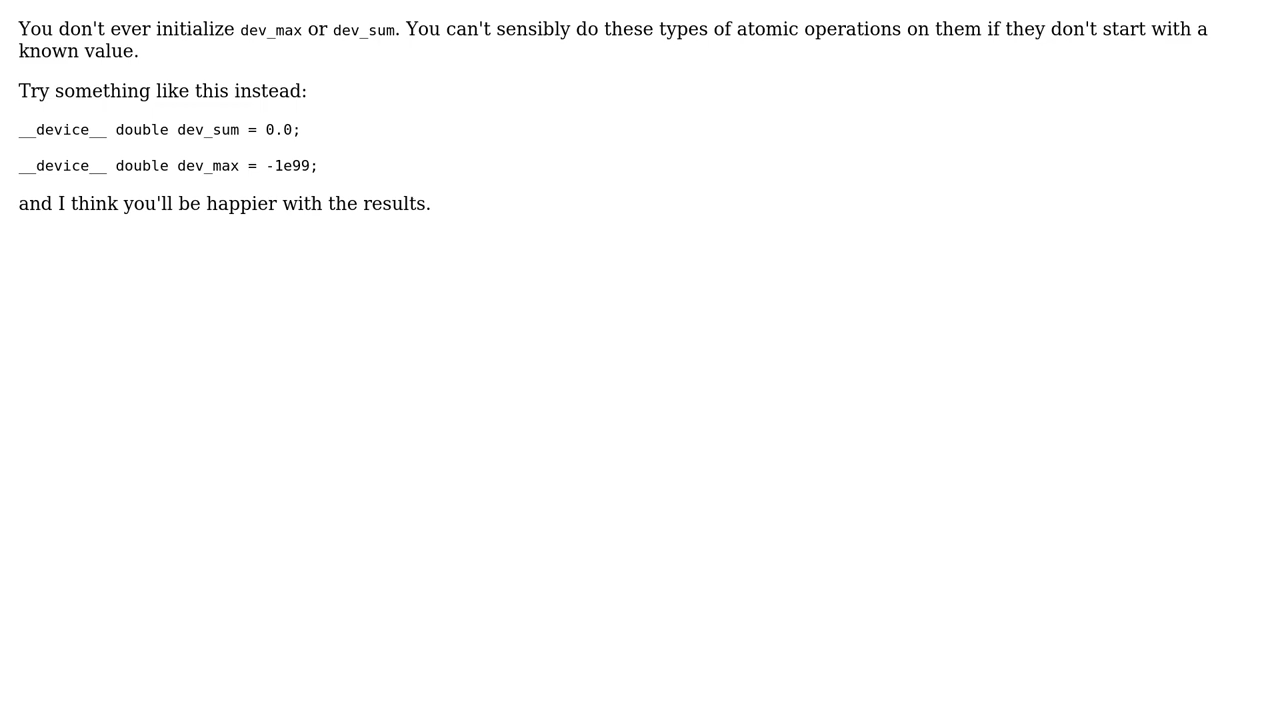 You don't ever initialize dev_max or dev_sum. You can't sensibly do these types of atomic operations on them if they don't start with a
known value.
Try something like this instead:
__device__ double dev_sum = 0.0;
__device__ double dev_max = -1e99;
and I think you'll be happier with the results.